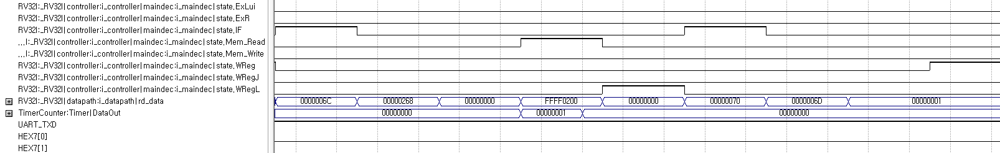 RV32I:_RV32I|controller:i_controller|maindec:i_maindec|state.ExLui
RV32I:_RV32I|controller:i_controller|maindec:i_maindec|state.ExR
RV32I:_RV32I|controller:i_controller|maindec:i_maindec|state.IF
...I:_RV32I|controller:i_controller|maindec:i_maindec|state.Mem_Read
...I:_RV32I|controller:i_controller|maindec:i_maindec|state.Mem_Write
RV32I:_RV32I|controller:i_controller|maindec:i_maindec|state.WReg
RV32I:_RV32I|controller:i_controller|maindec:i_maindec|state.WRegJ
RV32I:_RV32I|controller:i_controller|maindec:i_maindec|state.WRegL
RV32I:_RV32I|datapath:i_datapath|rd_data 0000006C 00000268 00000000 FFFF0200 00000000 00000070 0000006D 00000001
TimerCounter:Timer|DataOut 00000000 00000001 00000000
UART_TXD
HEX7[0]
HEX7[1]